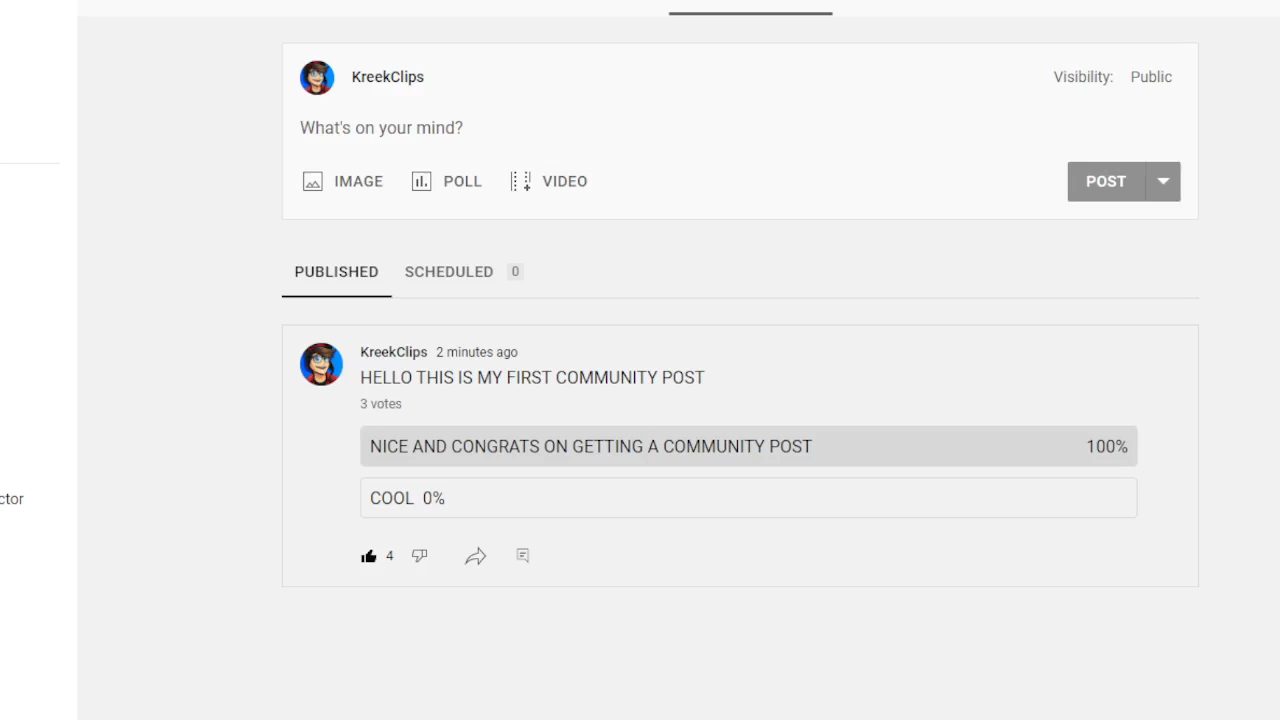 KreekClips
Visibility: Public
What's on your mind?
IMAGE POLL VIDEO
POST
PUBLISHED SCHEDULED 0
KreekClips 2 minutes ago
HELLO THIS IS MY FIRST COMMUNITY POST
3 votes
NICE AND CONGRATS ON GETTING A COMMUNITY POST 100%
COOL 0%
ctor
4